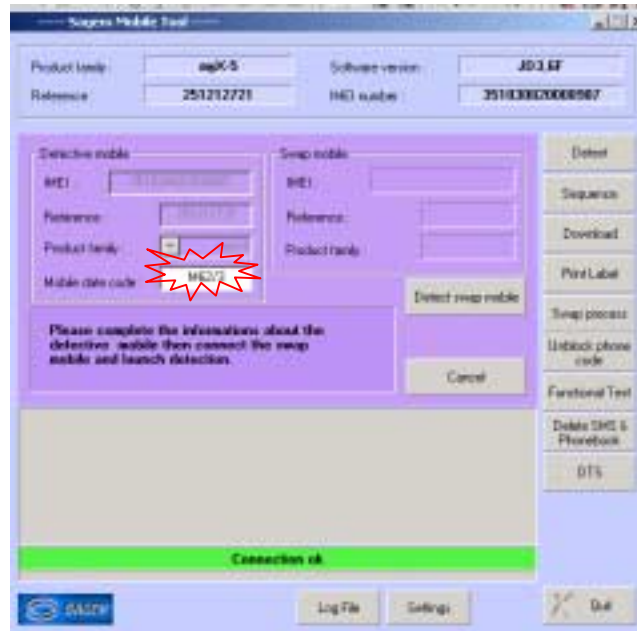 Sagem Mobile Tool
Product family myX-5 Software version JD3,6F
Reference 251212721 IMEI number
Defective mobile
IMEI
Reference
Product family
Mobile date code
Swap mobile
IMEI
Reference
Product family
Detect swap mobile
Please complete the informations about the
defective mobile then connect the swap
mobile and launch detection.
Cancel
Detect
Sequence
Download
Print Label
Swap process
Unblock phone
code
Functional Test
Delete SMS &
Phonebook
DTS
Connection ok
SAGEM
Log File
Settings
Quit